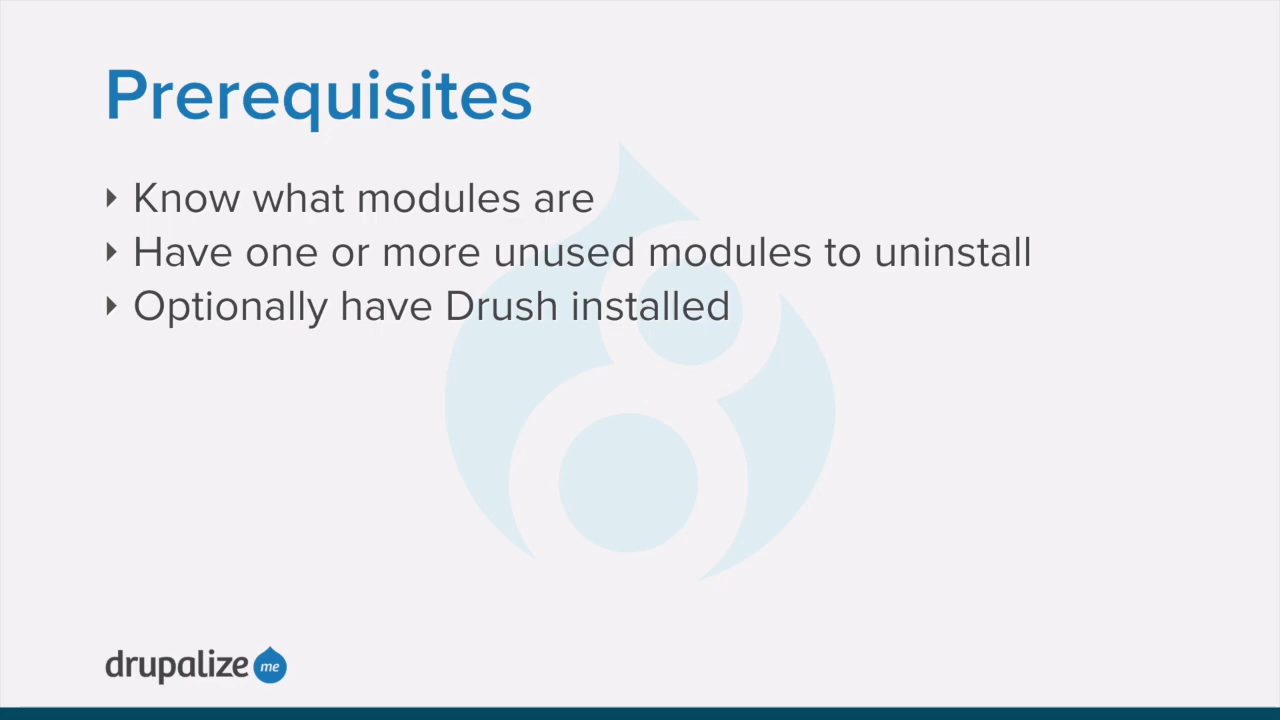 Prerequisites
Know what modules are
Have one or more unused modules to uninstall
Optionally have Drush installed
drupalize me